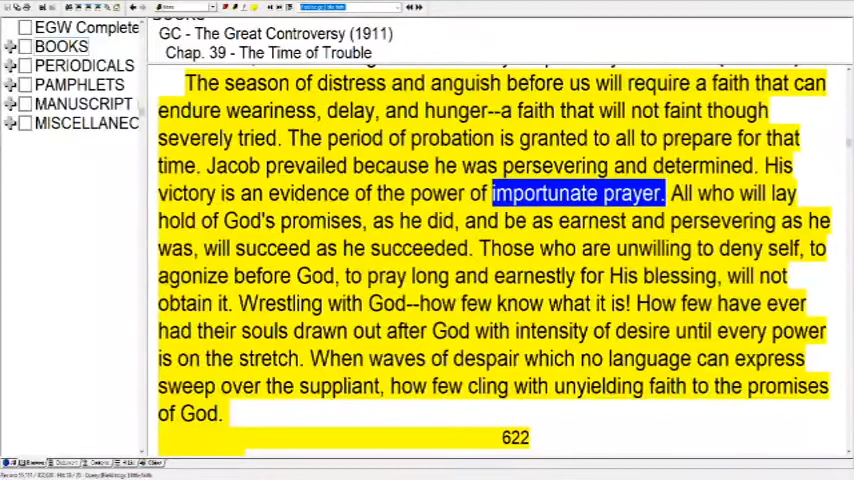 EGW Complete
BOOKS
PERIODICALS
PAMPHLETS
MANUSCRIPT
MISCELLANEC
GC - The Great Controversy (1911)
Chap. 39 - The Time of Trouble
The season of distress and anguish before us will require a faith that can
endure weariness, delay, and hunger--a faith that will not faint though
severely tried. The period of probation is granted to all to prepare for that
time. Jacob prevailed because he was persevering and determined. His
victory is an evidence of the power of importunate prayer. All who will lay
hold of God's promises, as he did, and be as earnest and persevering as he
was, will succeed as he succeeded. Those who are unwilling to deny self, to
agonize before God, to pray long and earnestly for His blessing, will not
obtain it. Wrestling with God--how few know what it is! How few have ever
had their souls drawn out after God with intensity of desire until every power
is on the stretch. When waves of despair which no language can express
sweep over the suppliant, how few cling with unyielding faith to the promises
of God.
622